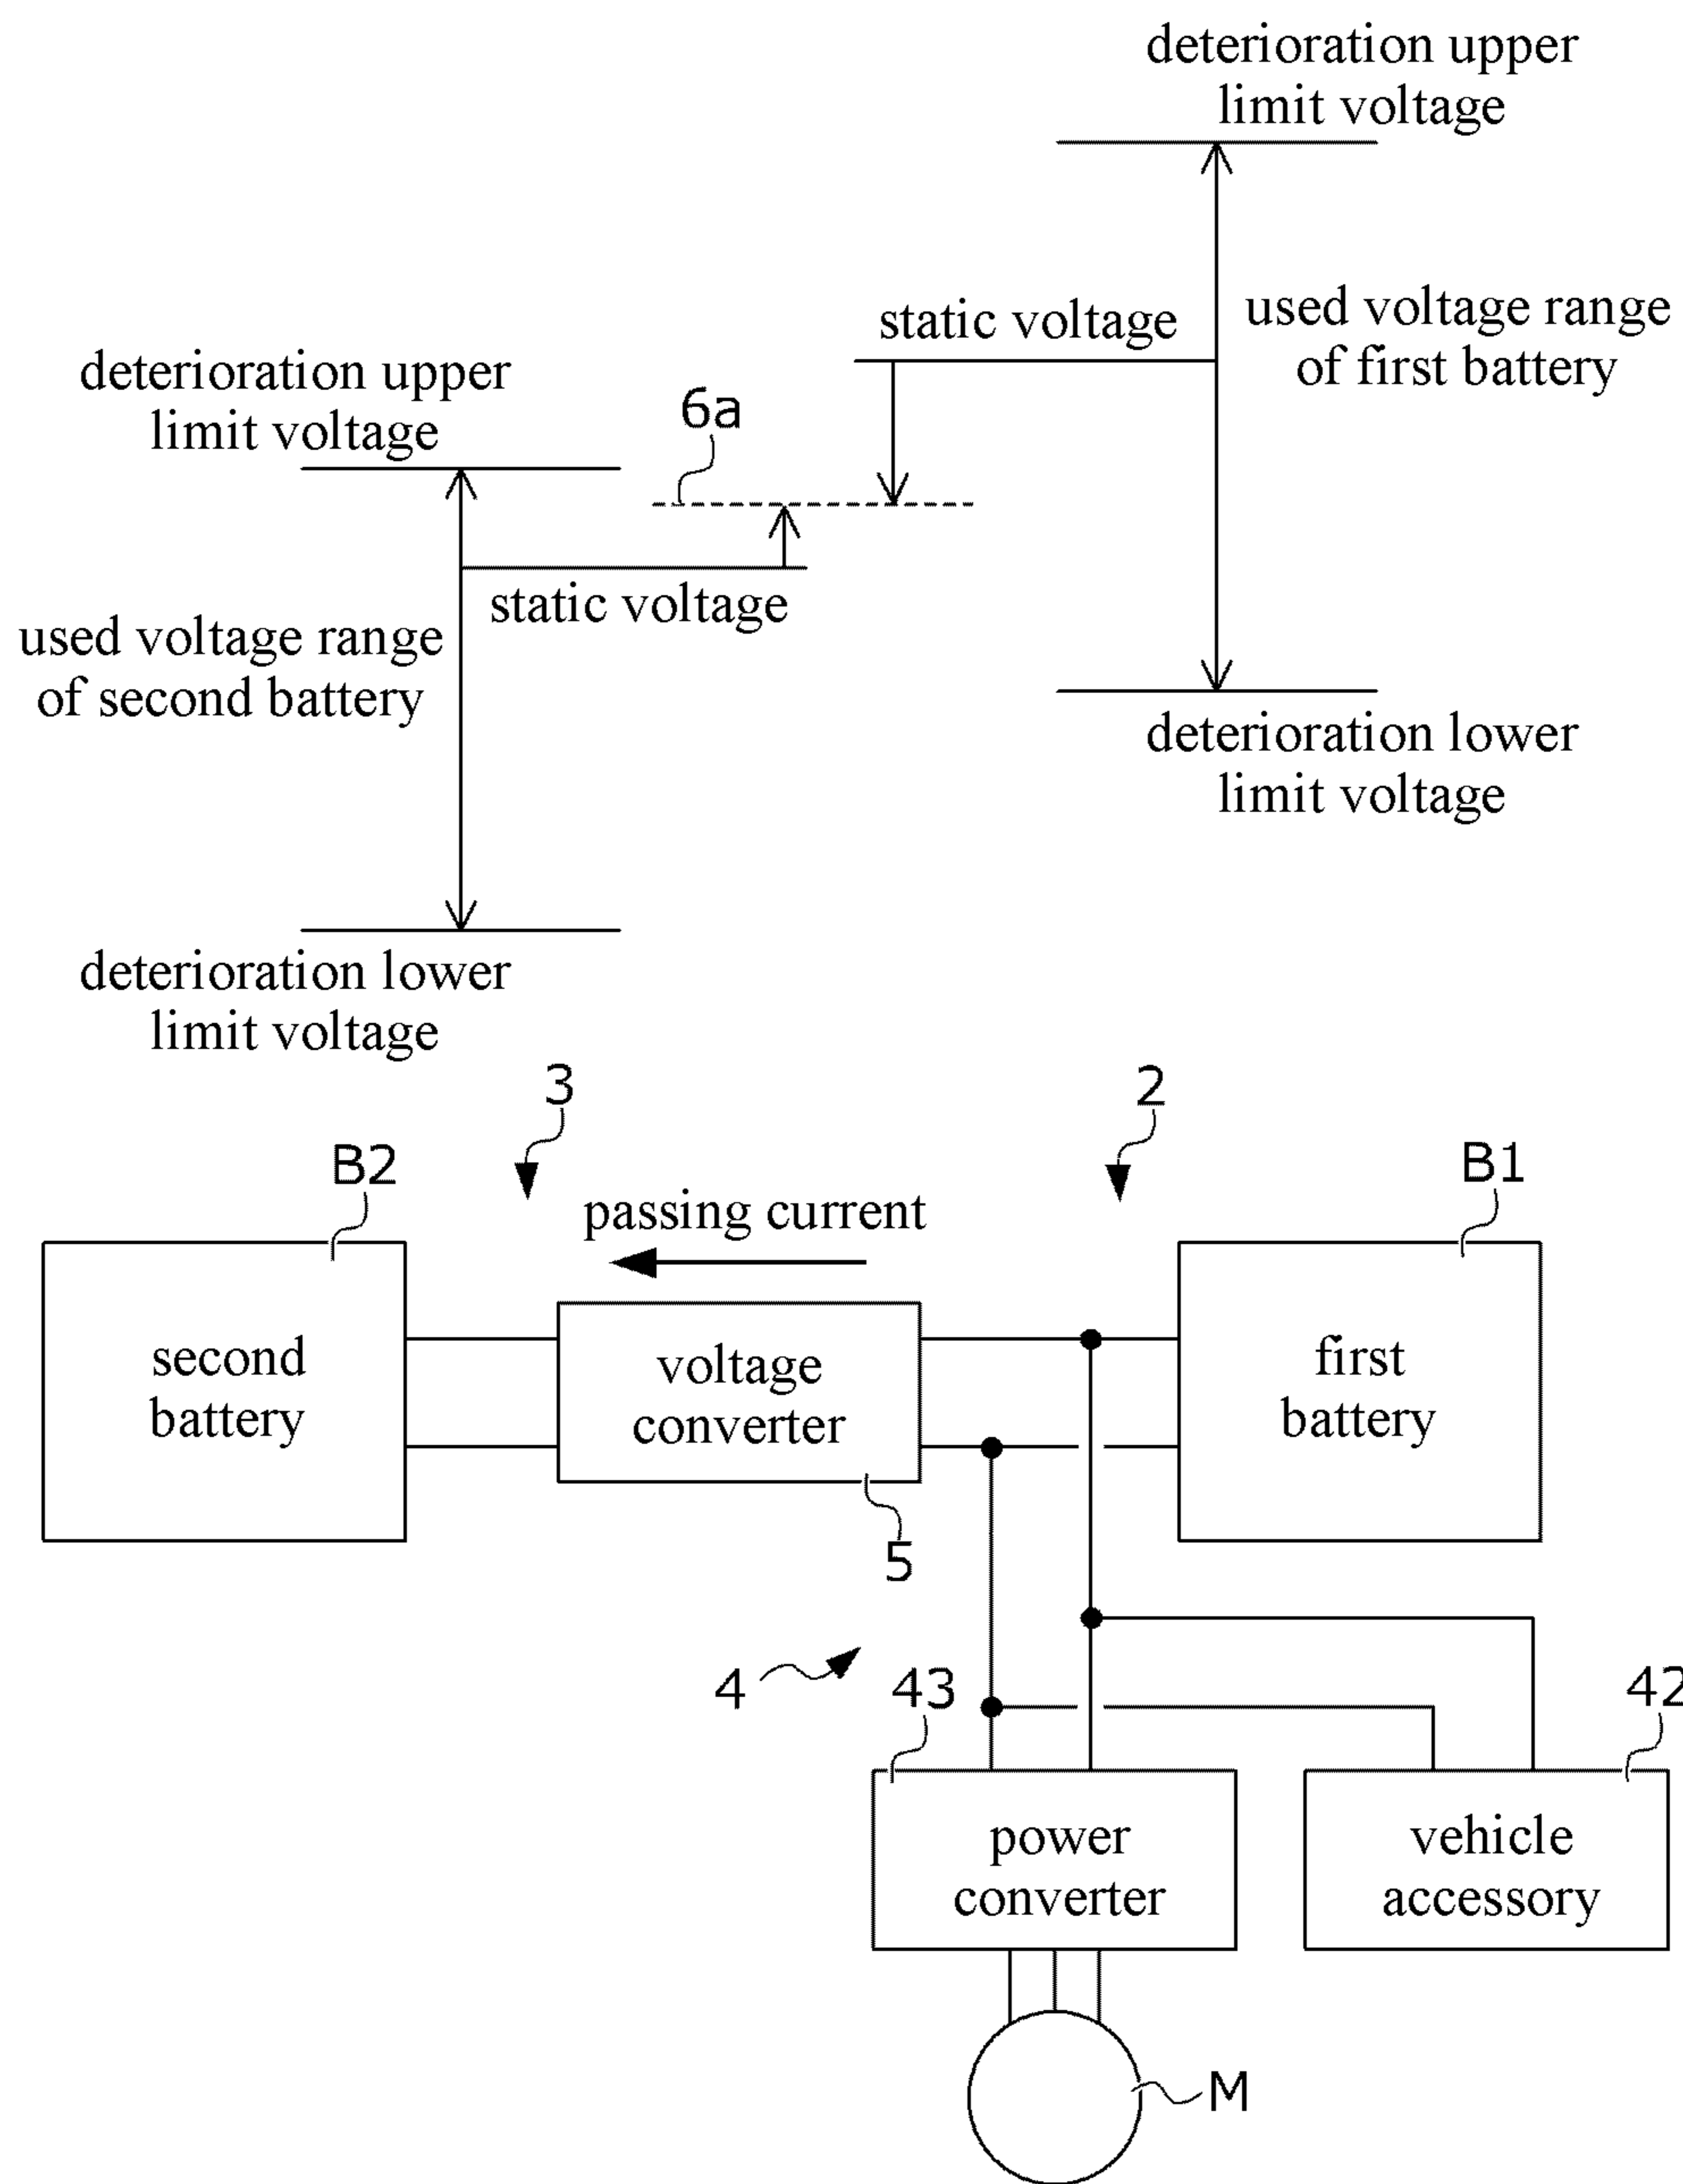 deterioration upper
limit voltage
static voltage
used voltage range
of first battery
deterioration upper
limit voltage
6a
static voltage
used voltage range
of second battery
deterioration lower
limit voltage
deterioration lower
limit voltage
3
2
B2
B1
passing current
second
battery
voltage
converter
first
battery
5
4
43
42
power
converter
vehicle
accessory
M